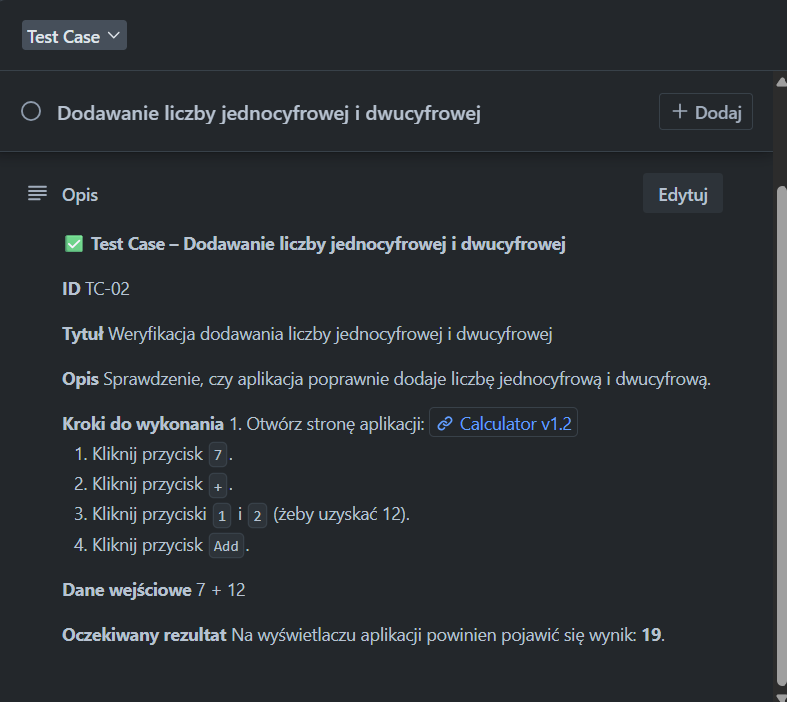 Test Case
Dodawanie liczby jednocyfrowej i dwucyfrowej
+ Dodaj
Opis
Edytuj
✅ Test Case – Dodawanie liczby jednocyfrowej i dwucyfrowej
ID TC-02
Tytuł Weryfikacja dodawania liczby jednocyfrowej i dwucyfrowej
Opis Sprawdzenie, czy aplikacja poprawnie dodaje liczbę jednocyfrową i dwucyfrową.
Kroki do wykonania 1. Otwórz stronę aplikacji: Calculator v1.2
1. Kliknij przycisk 7.
2. Kliknij przycisk +.
3. Kliknij przyciski 1 i 2 (żeby uzyskać 12).
4. Kliknij przycisk Add.
Dane wejściowe 7 + 12
Oczekiwany rezultat Na wyświetlaczu aplikacji powinien pojawić się wynik: 19.